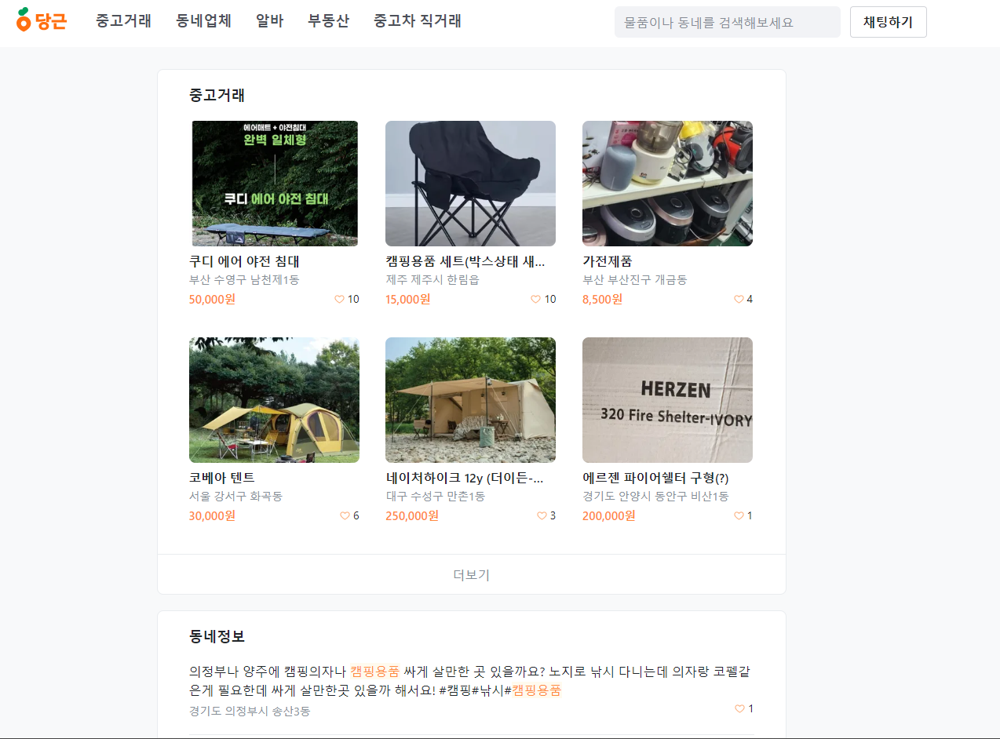 당근 중고거래 동네업체 알바 부동산 중고차 직거래 물품이나 동네를 검색해보세요 채팅하기
중고거래
에어매트 + 야전침대
완벽 일체형
쿠디 에어 야전 침대
쿠디 에어 야전 침대
부산 수영구 남천제1동
50,000원 10
캠핑용품 세트(박스상태 새...
제주 제주시 한림읍
15,000원 10
가전제품
부산 부산진구 개금동
8,500원 4
코베아 텐트
서울 강서구 화곡동
30,000원 6
네이처하이크 12y (더이든-...
대구 수성구 만촌1동
250,000원 3
HERZEN
320 Fire Shelter-IVORY
에르젠 파이어쉘터 구형(?)
경기도 안양시 동안구 비산1동
200,000원 1
더보기
동네정보
의정부나 양주에 캠핑의자나 캠핑용품 싸게 살만한 곳 있을까요? 노지로 낚시 다니는데 의자랑 코펠같
은게 필요한데 싸게 살만한곳 있을까 해서요! #캠핑#낚시#캠핑용품
경기도 의정부시 송산3동 1